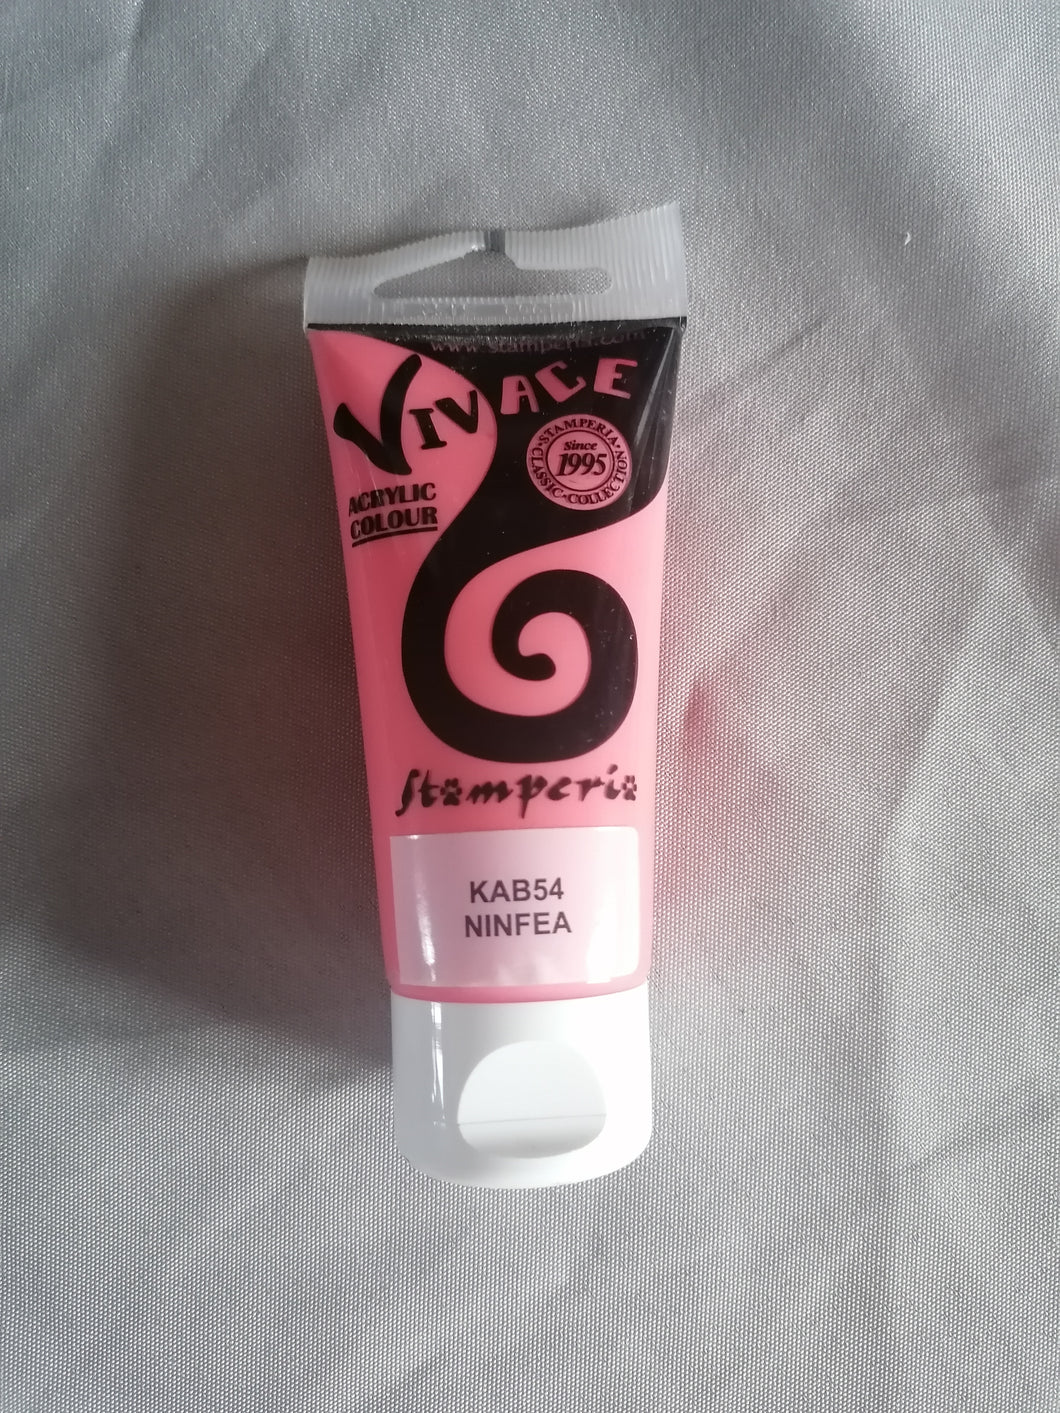 www.stamperia.com
VIVACE
STAMPERIA
Since
1995
CLASSIC COLLECTION
ACRYLIC
COLOUR
Stamperia
KAB54
NINFEA